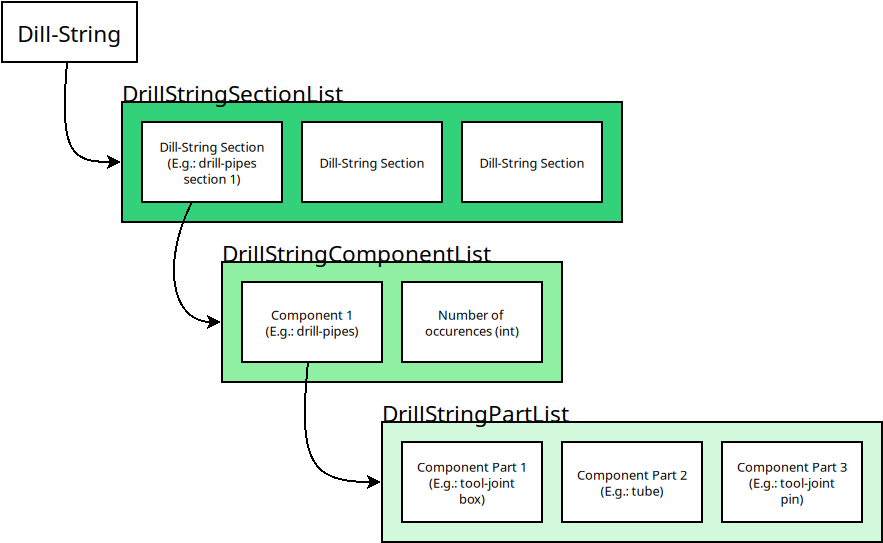 Dill-String
DrillStringSectionList
Dill-String Section
(E.g.: drill-pipes
section 1)
Dill-String Section
Dill-String Section
DrillStringComponentList
Component 1
(E.g.: drill-pipes)
Number of
occurences (int)
DrillStringPartList
Component Part 1
(E.g.: tool-joint
box)
Component Part 2
(E.g.: tube)
Component Part 3
(E.g.: tool-joint
pin)